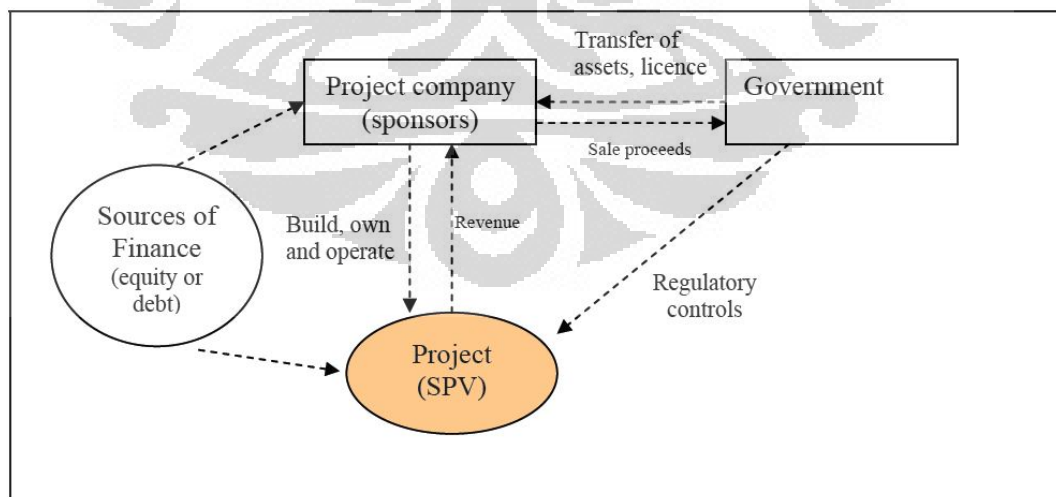 Transfer of
assets, licence
Project company
(sponsors)
Government
Sale proceeds
Sources of
Finance
(equity or
debt)
Build, own
and operate
Revenue
Regulatory
controls
Project
(SPV)